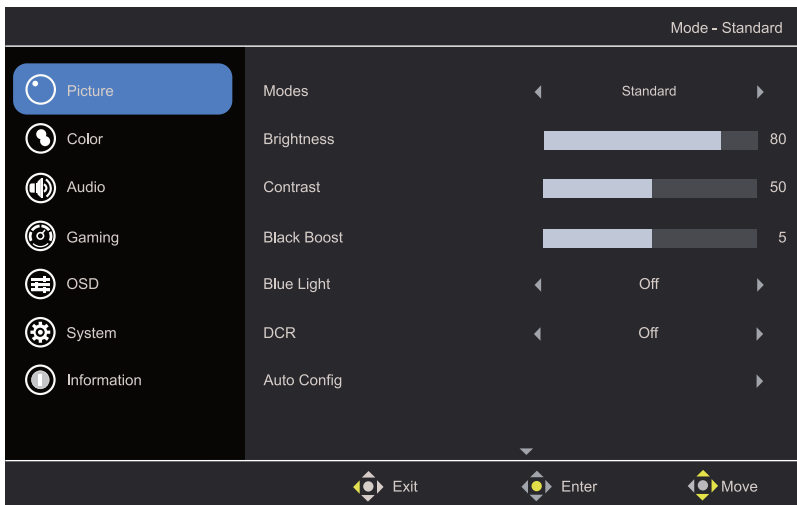 Mode - Standard
Picture
Modes Standard
Color
Brightness 80
Audio
Contrast 50
Gaming
Black Boost 5
OSD
Blue Light Off
System
DCR Off
Information
Auto Config
Exit Enter Move